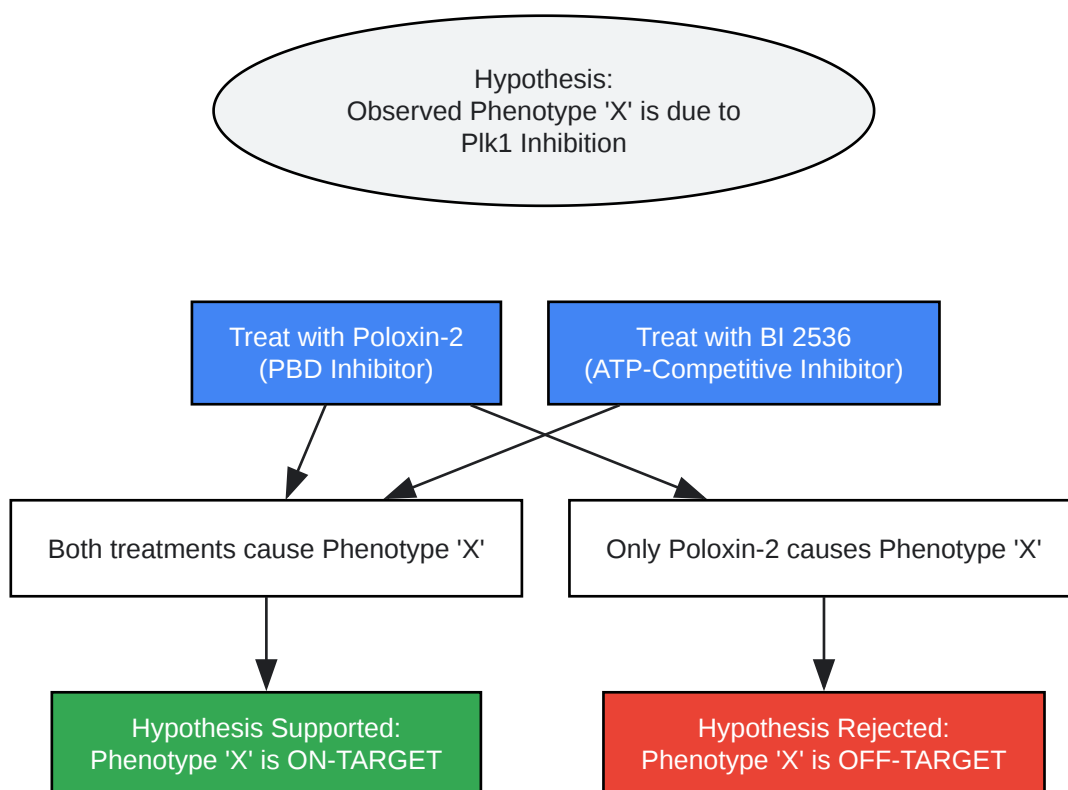 Hypothesis:
Observed Phenotype 'X' is due to
Plk1 Inhibition
Treat with Poloxin-2
(PBD Inhibitor)
Treat with BI 2536
(ATP-Competitive Inhibitor)
Both treatments cause Phenotype 'X'
Only Poloxin-2 causes Phenotype 'X'
Hypothesis Supported:
Phenotype 'X' is ON-TARGET
Hypothesis Rejected:
Phenotype 'X' is OFF-TARGET